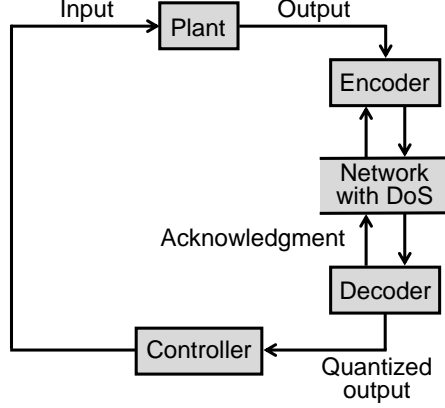 Input
Output
Plant
Encoder
Network
with DoS
Acknowledgment
Decoder
Controller
Quantized
output